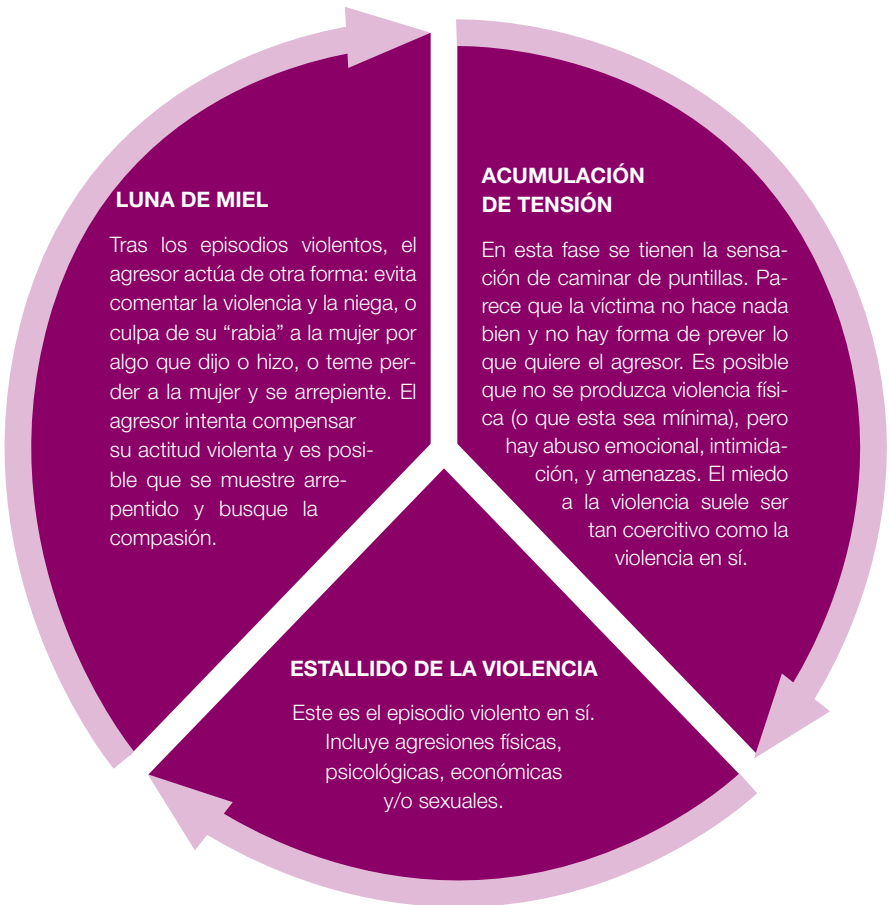 LUNA DE MIEL
Tras los episodios violentos, el
agresor actúa de otra forma: evita
comentar la violencia y la niega, o
culpa de su “rabia” a la mujer por
algo que dijo o hizo, o teme per-
der a la mujer y se arrepiente. El
agresor intenta compensar
su actitud violenta y es posi-
ble que se muestre arre-
pentido y busque la
compasión.
ACUMULACIÓN
DE TENSIÓN
En esta fase se tienen la sensa-
ción de caminar de puntillas. Pa-
rece que la víctima no hace nada
bien y no hay forma de prever lo
que quiere el agresor. Es posible
que no se produzca violencia físi-
ca (o que esta sea mínima), pero
hay abuso emocional, intimida-
ción, y amenazas. El miedo
a la violencia suele ser
tan coercitivo como la
violencia en sí.
ESTALLIDO DE LA VIOLENCIA
Este es el episodio violento en sí.
Incluye agresiones físicas,
psicológicas, económicas
y/o sexuales.